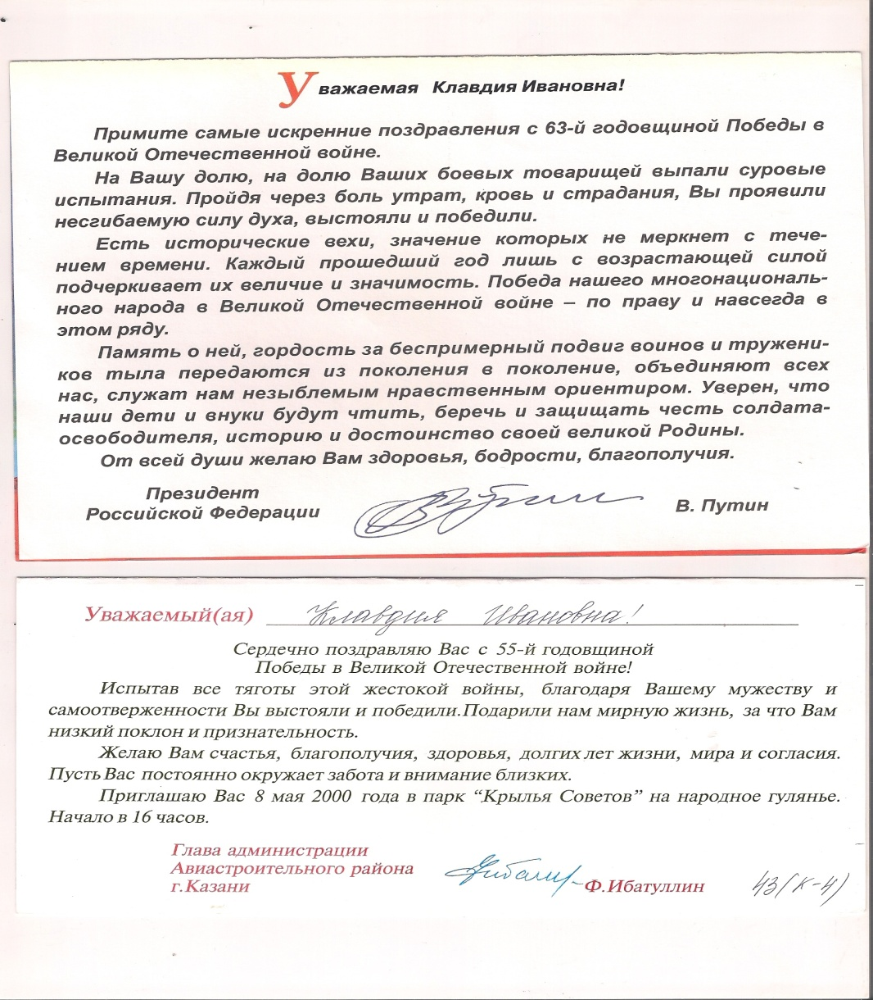 Уважаемая Клавдия Ивановна!
Примите самые искренние поздравления с 63-й годовщиной Победы в
Великой Отечественной войне.
На Вашу долю, на долю Ваших боевых товарищей выпали суровые
испытания. Пройдя через боль утрат, кровь и страдания, Вы проявили
несгибаемую силу духа, выстояли и победили.
Есть исторические вехи, значение которых не меркнет с тече-
нием времени. Каждый прошедший год лишь с возрастающей силой
подчеркивает их величие и значимость. Победа нашего многонациональ-
ного народа в Великой Отечественной войне – по праву и навсегда в
этом ряду.
Память о ней, гордость за беспримерный подвиг воинов и тружени-
ков тыла передаются из поколения в поколение, объединяют всех
нас, служат нам незыблемым нравственным ориентиром. Уверен, что
наши дети и внуки будут чтить, беречь и защищать честь солдата-
освободителя, историю и достоинство своей великой Родины.
От всей души желаю Вам здоровья, бодрости, благополучия.
Президент
Российской Федерации
В. Путин
Уважаемый(ая) Клавдия Ивановна!
Сердечно поздравляю Вас с 55-й годовщиной
Победы в Великой Отечественной войне!
Испытав все тяготы этой жестокой войны, благодаря Вашему мужеству и
самоотверженности Вы выстояли и победили.Подарили нам мирную жизнь, за что Вам
низкий поклон и признательность.
Желаю Вам счастья, благополучия, здоровья, долгих лет жизни, мира и согласия.
Пусть Вас постоянно окружает забота и внимание близких.
Приглашаю Вас 8 мая 2000 года в парк “Крылья Советов” на народное гулянье.
Начало в 16 часов.
Глава администрации
Авиастроительного района
г.Казани
Ф.Ибатуллин
43 (К-4)